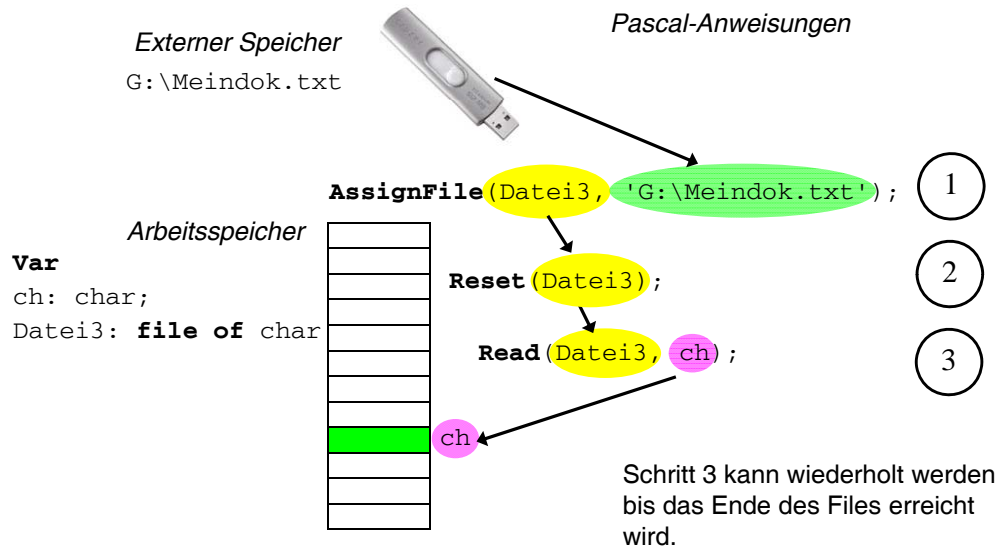 Pascal-Anweisungen
Externer Speicher
G:\Meindok.txt
AssignFile(Datei3, 'G:\Meindok.txt');
1
Arbeitsspeicher
Var
ch: char;
Datei3: file of char
Reset(Datei3);
2
Read(Datei3, ch);
3
ch
Schritt 3 kann wiederholt werden
bis das Ende des Files erreicht
wird.